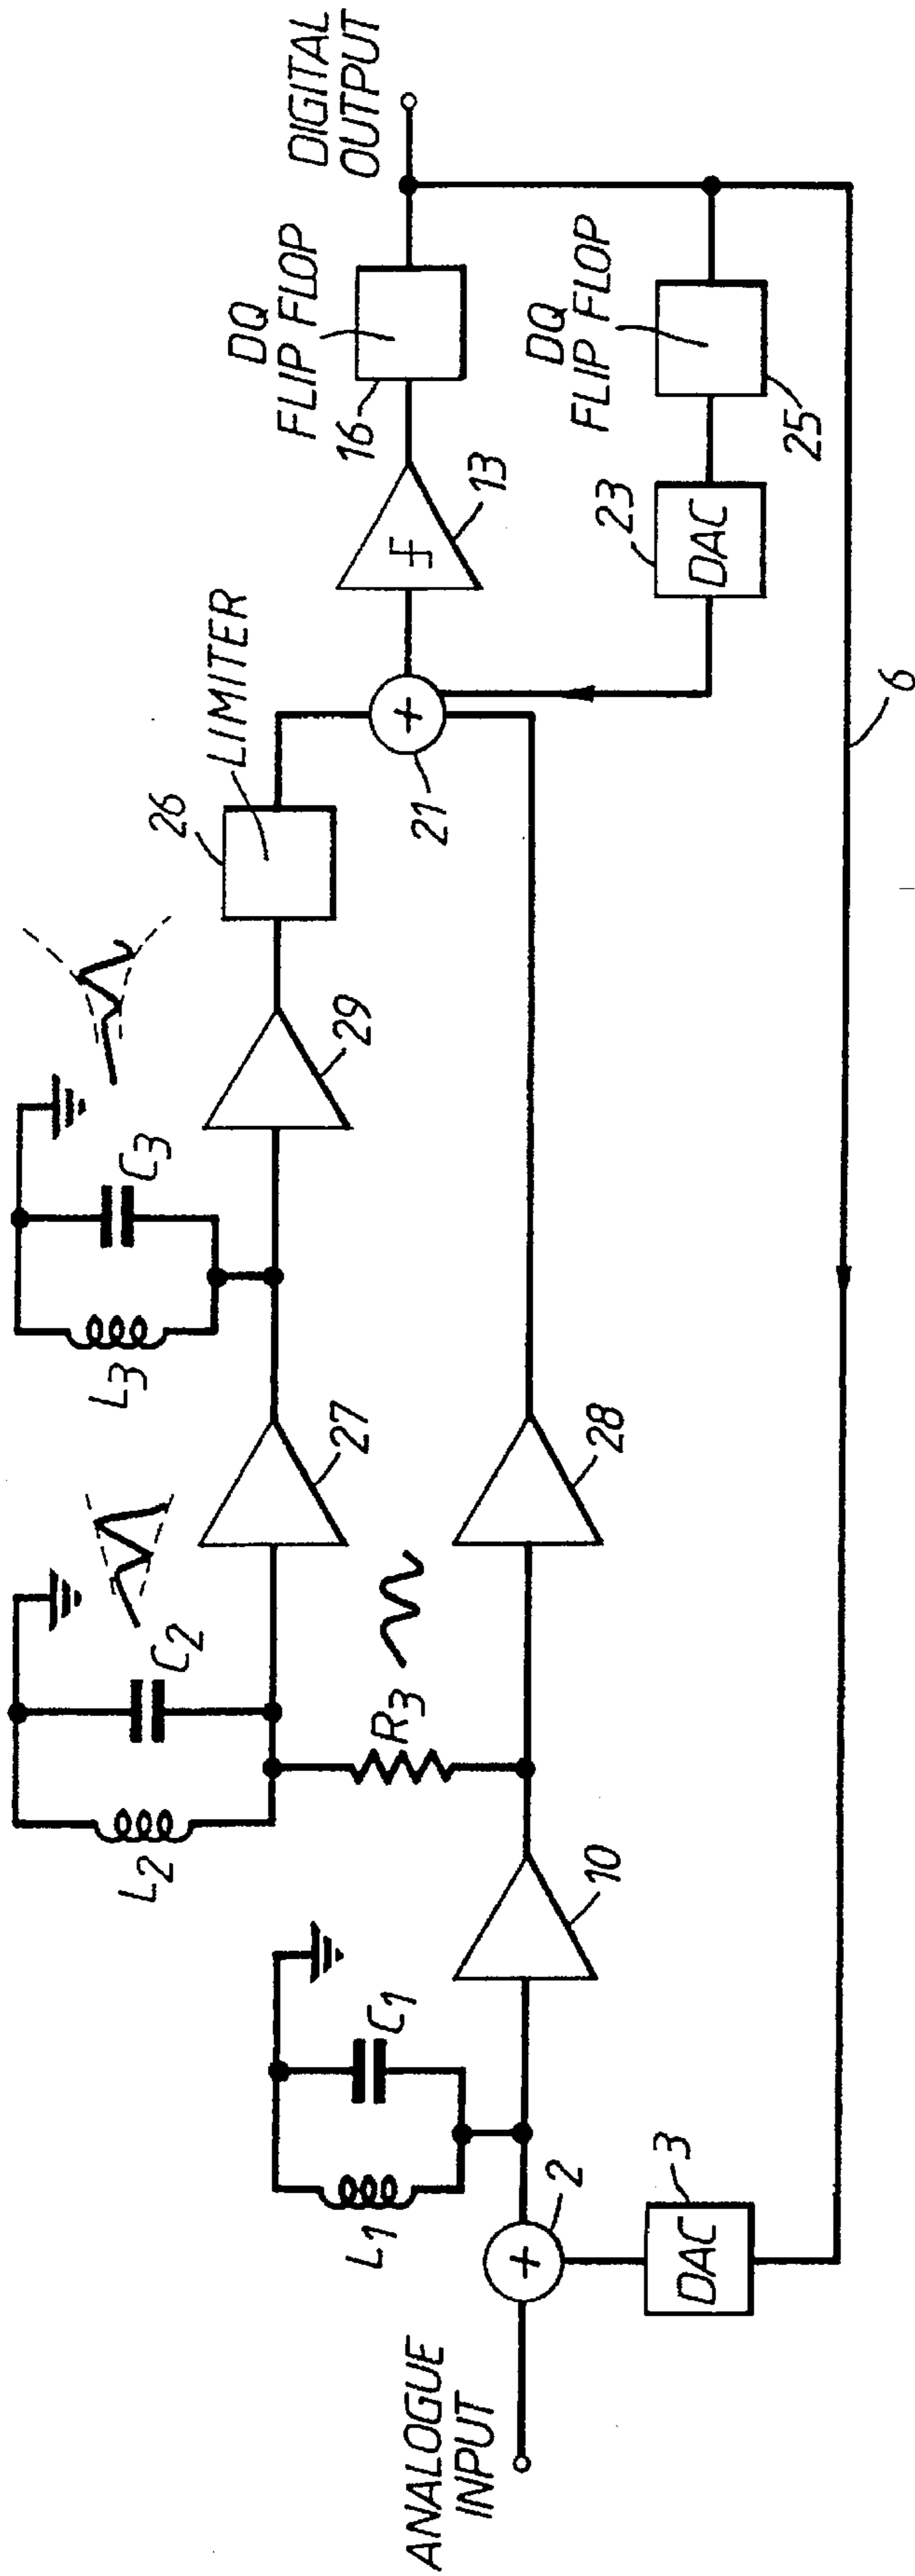 ANALOGUE
INPUT
2
DAC
3
L1
C1
10
L2
C2
R3
27
28
L3
C3
29
26
LIMITER
21
13
DQ
FLIP FLOP
16
DIGITAL
OUTPUT
DQ
FLIP FLOP
25
23
DAC
6